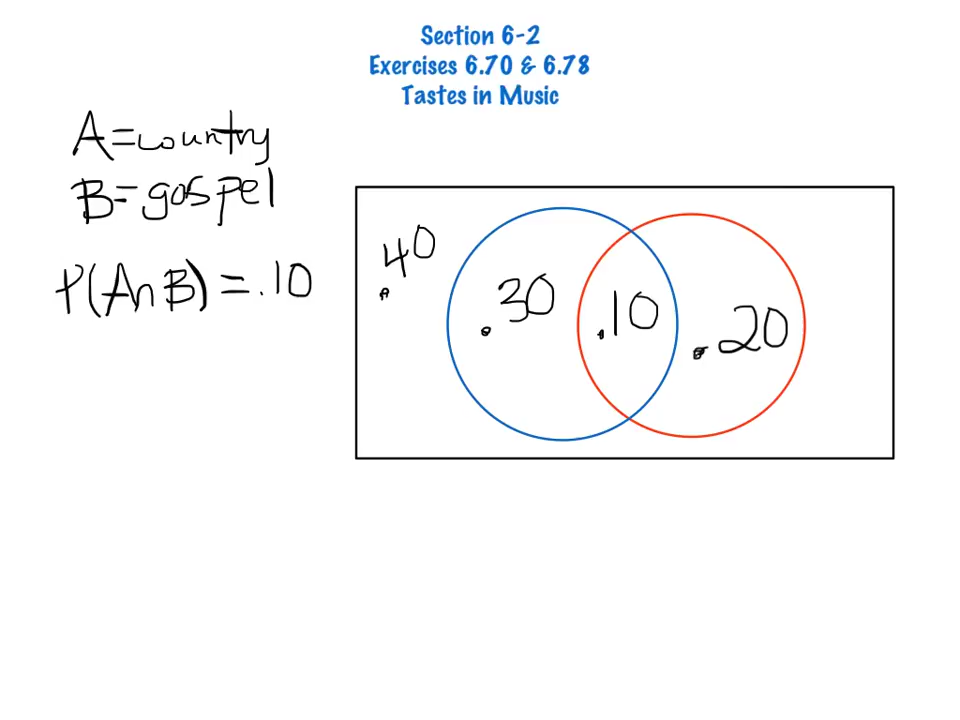 Section 6-2
Exercises 6.70 & 6.78
Tastes in Music
A=country
B=gospel
P(A∩B)=.10
.40
.30
.10
.20